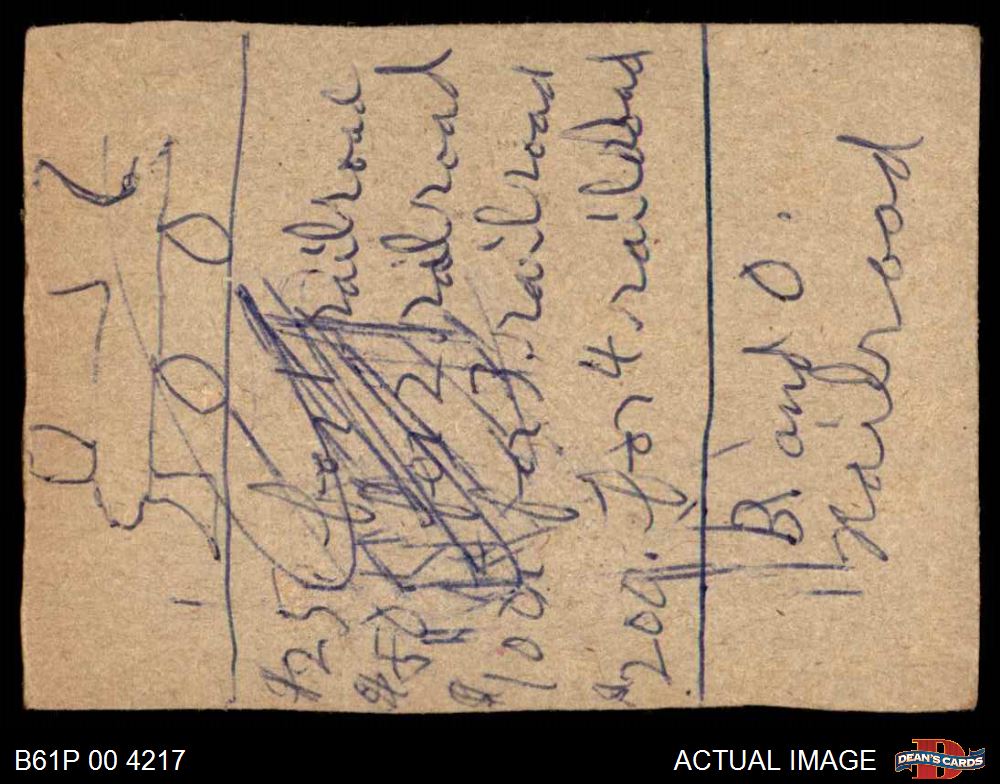 $25 for 1 railroad
$50 for 2 railroad
$100 for 3 railroad
$200. for 4 railroad
B. and O.
Railroad
B61P 00 4217
ACTUAL IMAGE
DEAN'S CARDS